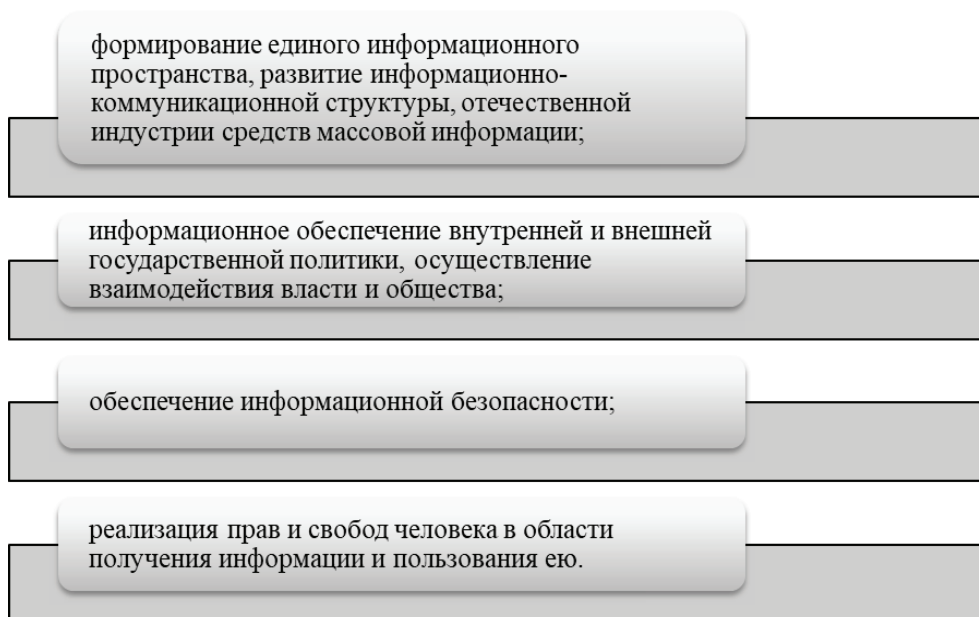 формирование единого информационного
пространства, развитие информационно-
коммуникационной структуры, отечественной
индустрии средств массовой информации;
информационное обеспечение внутренней и внешней
государственной политики, осуществление
взаимодействия власти и общества;
обеспечение информационной безопасности;
реализация прав и свобод человека в области
получения информации и пользования ею.